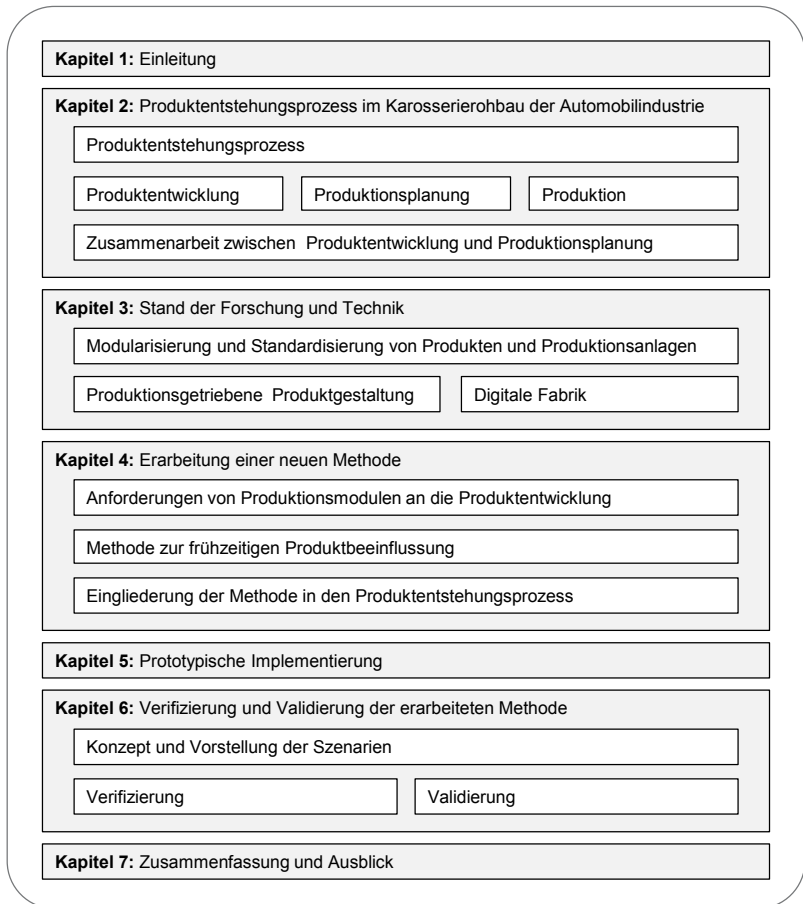 Kapitel 1: Einleitung
Kapitel 2: Produktentstehungsprozess im Karosserierohbau der Automobilindustrie
Produktentstehungsprozess
Produktentwicklung
Produktionsplanung
Produktion
Zusammenarbeit zwischen Produktentwicklung und Produktionsplanung
Kapitel 3: Stand der Forschung und Technik
Modularisierung und Standardisierung von Produkten und Produktionsanlagen
Produktionsgetriebene Produktgestaltung
Digitale Fabrik
Kapitel 4: Erarbeitung einer neuen Methode
Anforderungen von Produktionsmodulen an die Produktentwicklung
Methode zur frühzeitigen Produktbeeinflussung
Eingliederung der Methode in den Produktentstehungsprozess
Kapitel 5: Prototypische Implementierung
Kapitel 6: Verifizierung und Validierung der erarbeiteten Methode
Konzept und Vorstellung der Szenarien
Verifizierung
Validierung
Kapitel 7: Zusammenfassung und Ausblick